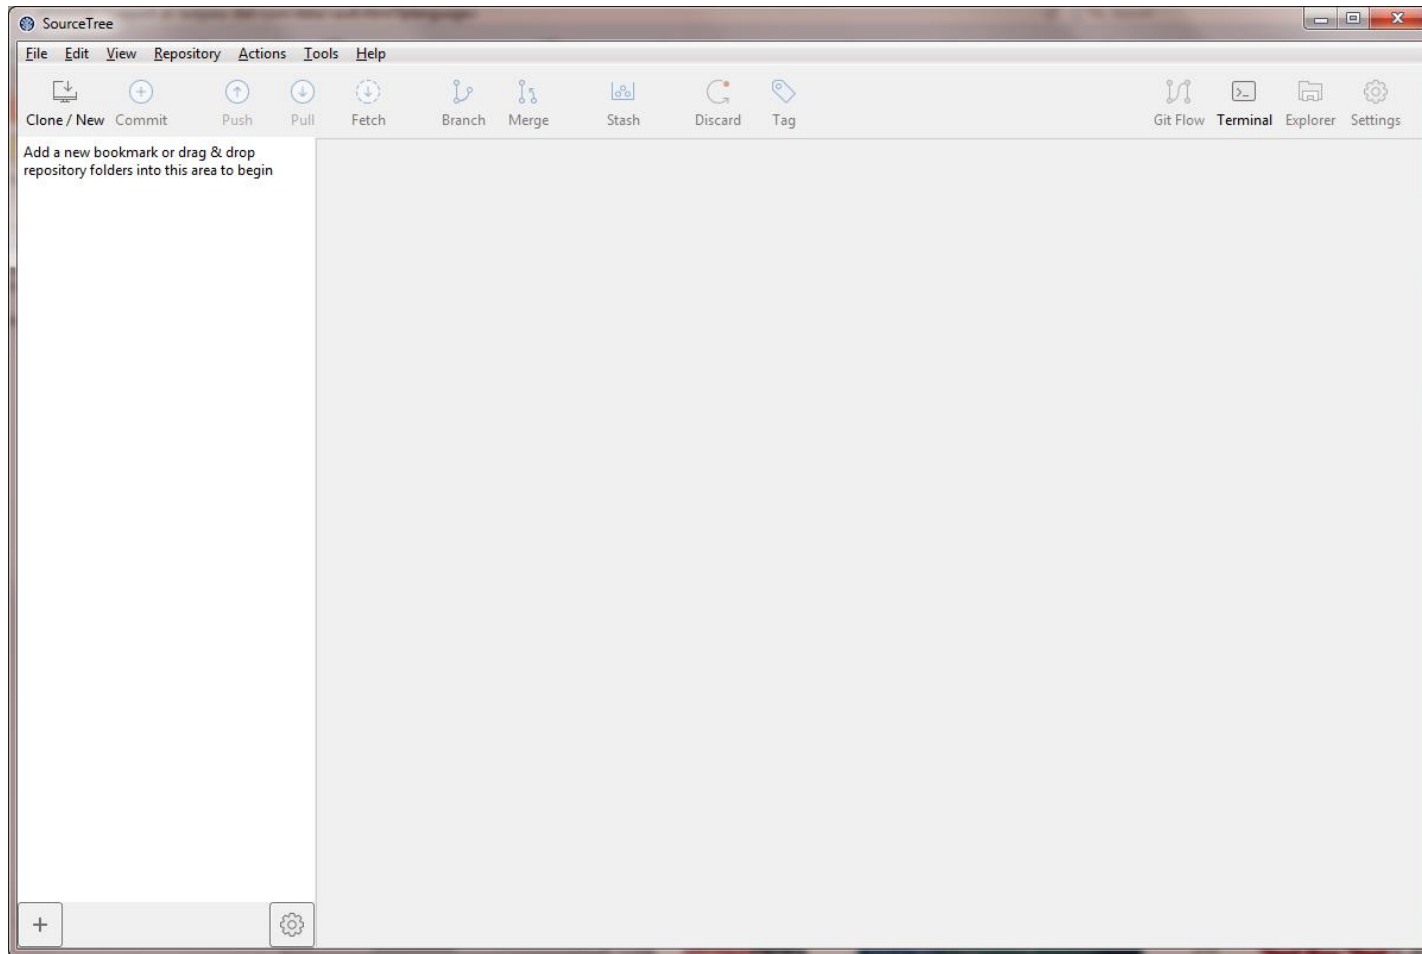 SourceTree
File Edit View Repository Actions Tools Help
Clone / New Commit Push Pull Fetch Branch Merge Stash Discard Tag Git Flow Terminal Explorer Settings
Add a new bookmark or drag & drop
repository folders into this area to begin